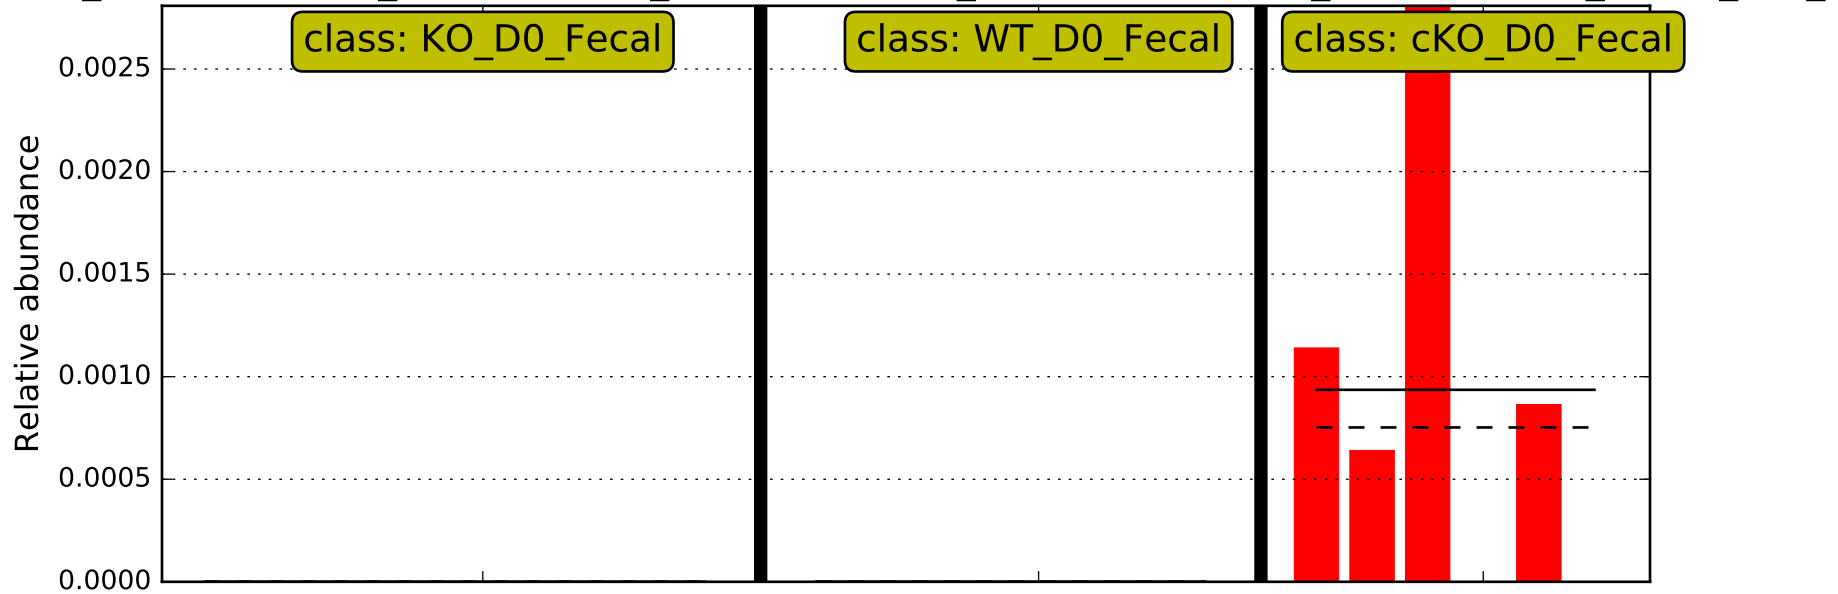 class: KO_D0_Fecal
class: WT_D0_Fecal
class: cKO_D0_Fecal
Relative abundance
0.0025
0.0020
0.0015
0.0010
0.0005
0.0000